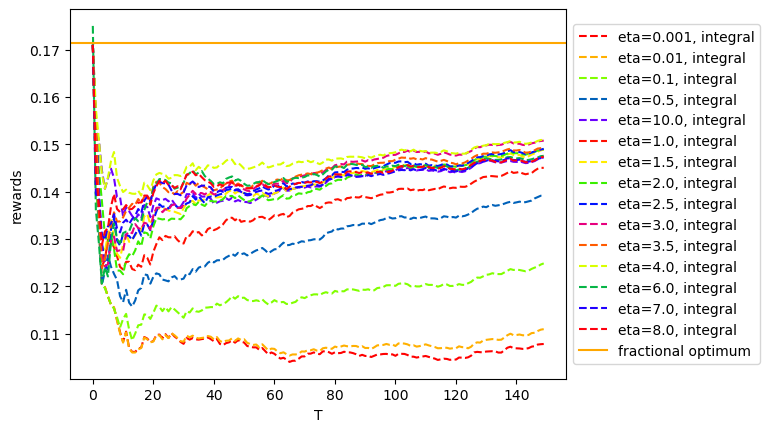 0.17
0.16
0.15
0.14
0.13
0.12
0.11
rewards
0 20 40 60 80 100 120 140
T
eta=0.001, integral
eta=0.01, integral
eta=0.1, integral
eta=0.5, integral
eta=10.0, integral
eta=1.0, integral
eta=1.5, integral
eta=2.0, integral
eta=2.5, integral
eta=3.0, integral
eta=3.5, integral
eta=4.0, integral
eta=6.0, integral
eta=7.0, integral
eta=8.0, integral
fractional optimum